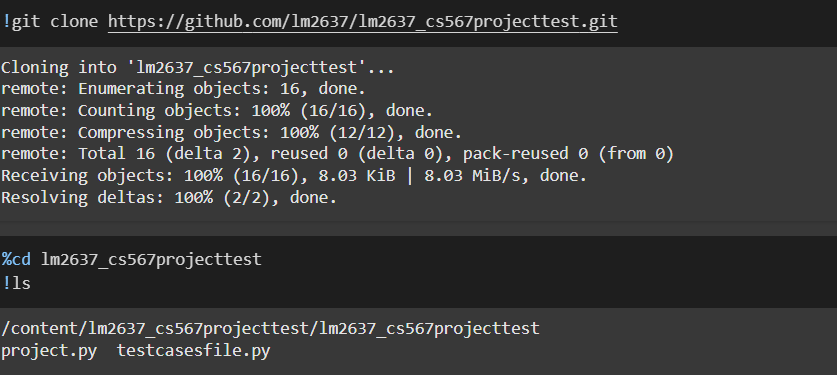 !git clone https://github.com/lm2637/lm2637_cs567projecttest.git
Cloning into 'lm2637_cs567projecttest'...
remote: Enumerating objects: 16, done.
remote: Counting objects: 100% (16/16), done.
remote: Compressing objects: 100% (12/12), done.
remote: Total 16 (delta 2), reused 0 (delta 0), pack-reused 0 (from 0)
Receiving objects: 100% (16/16), 8.03 KiB | 8.03 MiB/s, done.
Resolving deltas: 100% (2/2), done.
%cd lm2637_cs567projecttest
!ls
/content/lm2637_cs567projecttest/lm2637_cs567projecttest
project.py  testcasesfile.py